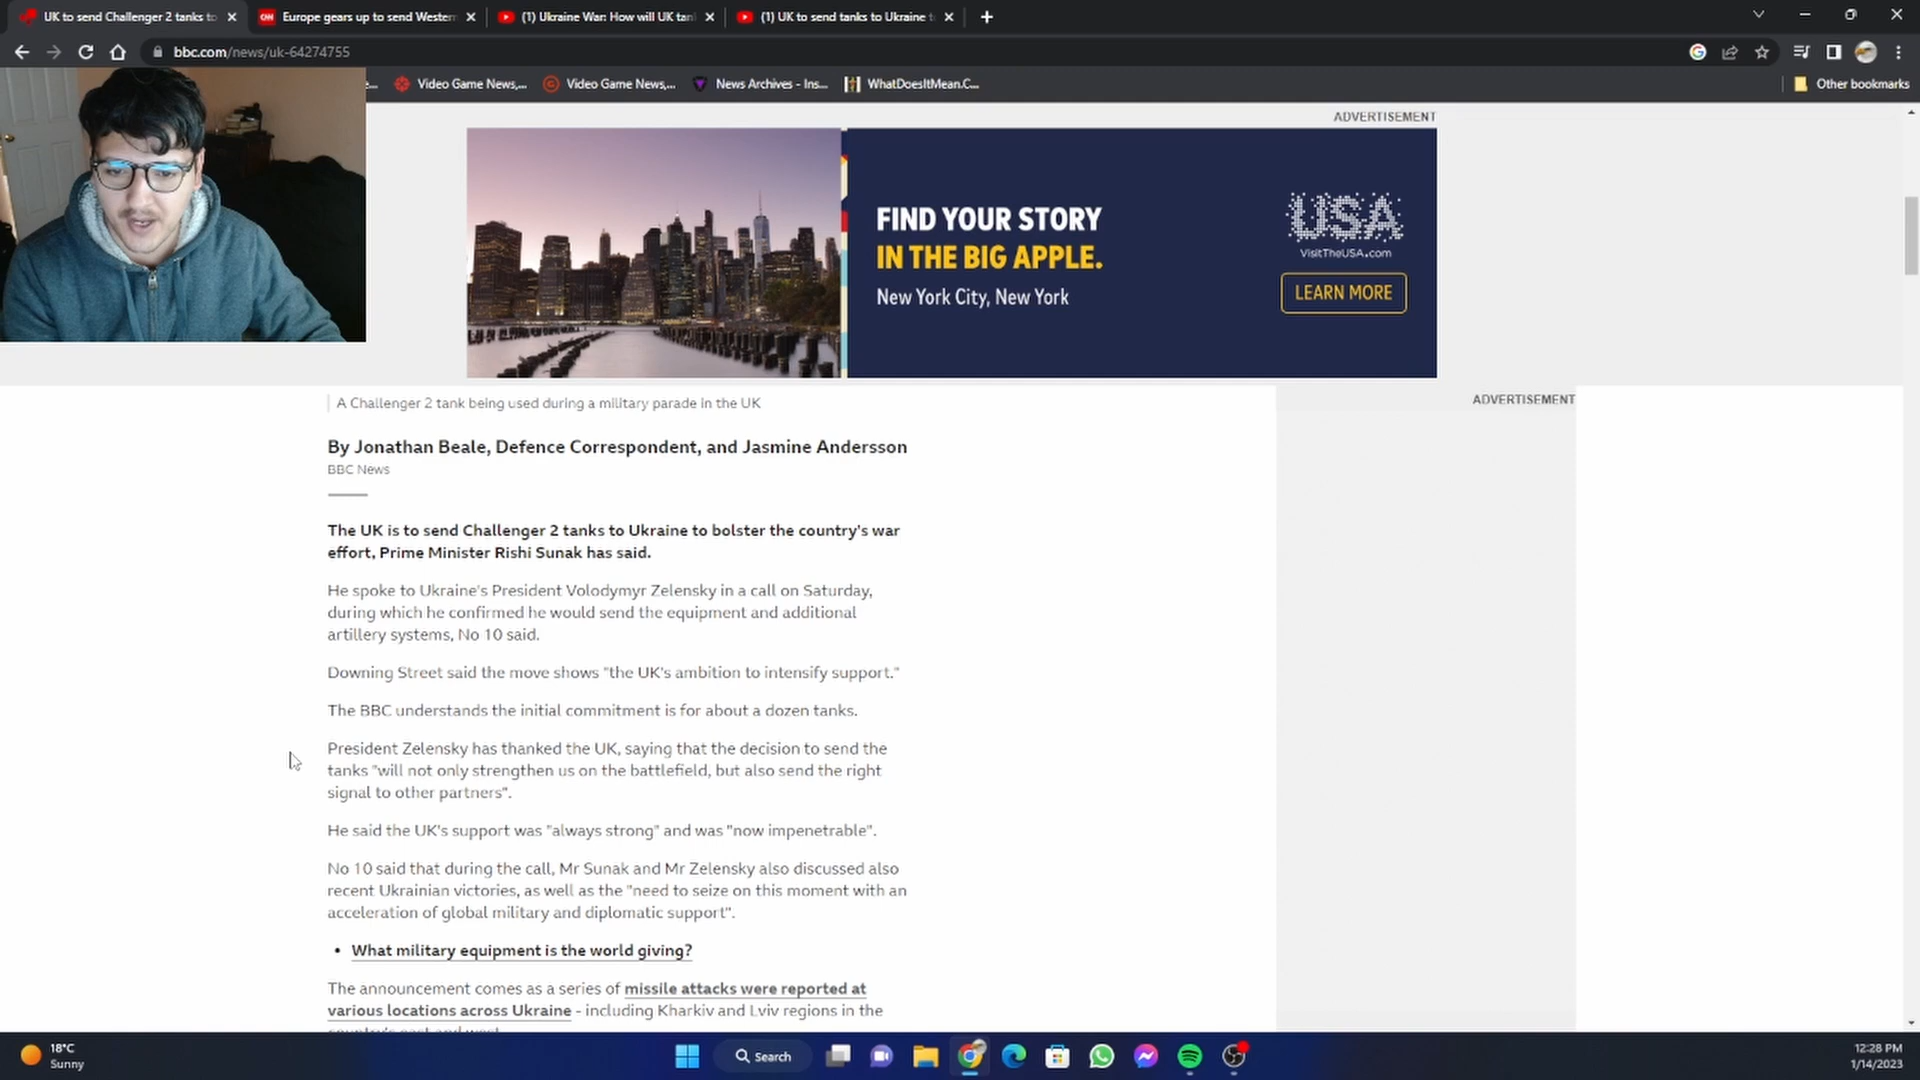 UK to send Challenger 2 tanks to
Europe gears up to send Western
(1) Ukraine War: How will UK tan
(1) UK to send tanks to Ukraine t
bbc.com/news/uk-64274755
e...
Video Game News,...
Video Game News,...
News Archives - Ins...
WhatDoesItMean.C...
Other bookmarks
ADVERTISEMENT
FIND YOUR STORY
IN THE BIG APPLE.
New York City, New York
USA
VisitTheUSA.com
LEARN MORE
A Challenger 2 tank being used during a military parade in the UK
ADVERTISEMENT
By Jonathan Beale, Defence Correspondent, and Jasmine Andersson
BBC News
The UK is to send Challenger 2 tanks to Ukraine to bolster the country's war
effort, Prime Minister Rishi Sunak has said.
He spoke to Ukraine's President Volodymyr Zelensky in a call on Saturday,
during which he confirmed he would send the equipment and additional
artillery systems, No 10 said.
Downing Street said the move shows "the UK's ambition to intensify support."
The BBC understands the initial commitment is for about a dozen tanks.
President Zelensky has thanked the UK, saying that the decision to send the
tanks "will not only strengthen us on the battlefield, but also send the right
signal to other partners".
He said the UK's support was "always strong" and was "now impenetrable".
No 10 said that during the call, Mr Sunak and Mr Zelensky also discussed also
recent Ukrainian victories, as well as the "need to seize on this moment with an
acceleration of global military and diplomatic support".
• What military equipment is the world giving?
The announcement comes as a series of missile attacks were reported at
various locations across Ukraine - including Kharkiv and Lviv regions in the
country's east and west.
18°C
Sunny
Search
12:28 PM
1/14/2023